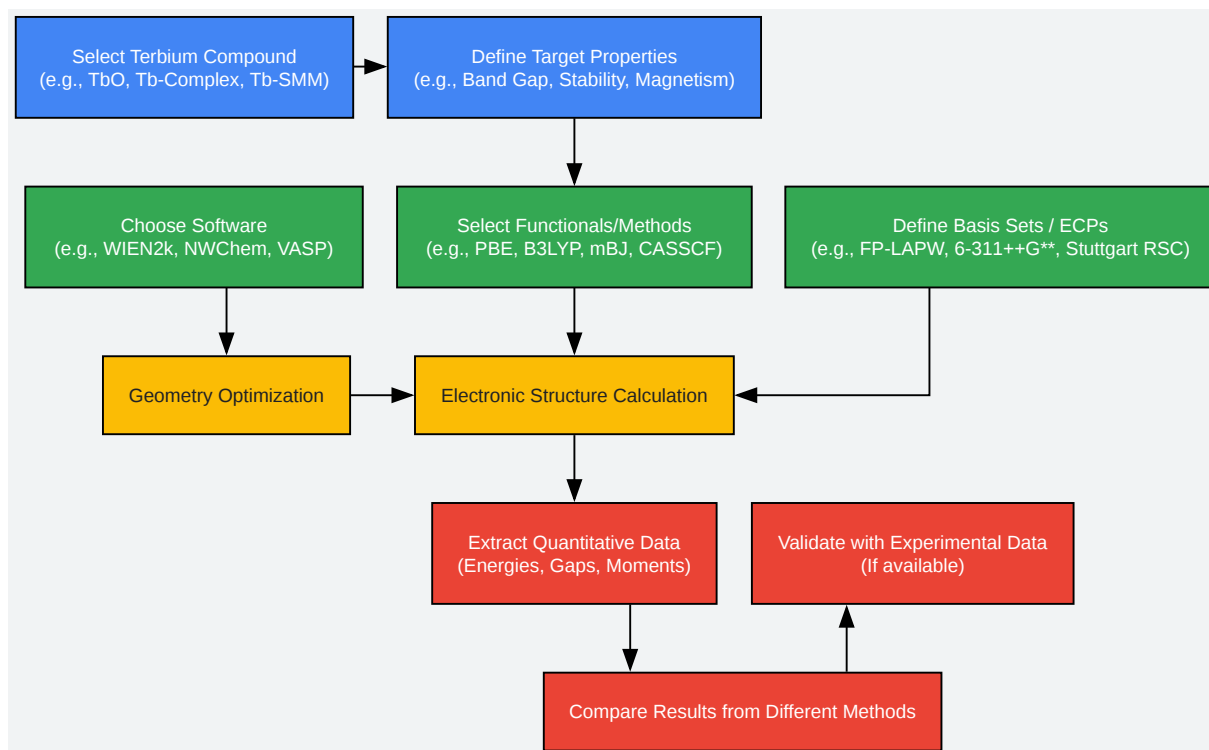 Select Terbium Compound
(e.g., TbO, Tb-Complex, Tb-SMM)
Define Target Properties
(e.g., Band Gap, Stability, Magnetism)
Choose Software
(e.g., WIEN2k, NWChem, VASP)
Select Functionals/Methods
(e.g., PBE, B3LYP, mBJ, CASSCF)
Define Basis Sets / ECPs
(e.g., FP-LAPW, 6-311++G**, Stuttgart RSC)
Geometry Optimization
Electronic Structure Calculation
Extract Quantitative Data
(Energies, Gaps, Moments)
Validate with Experimental Data
(If available)
Compare Results from Different Methods